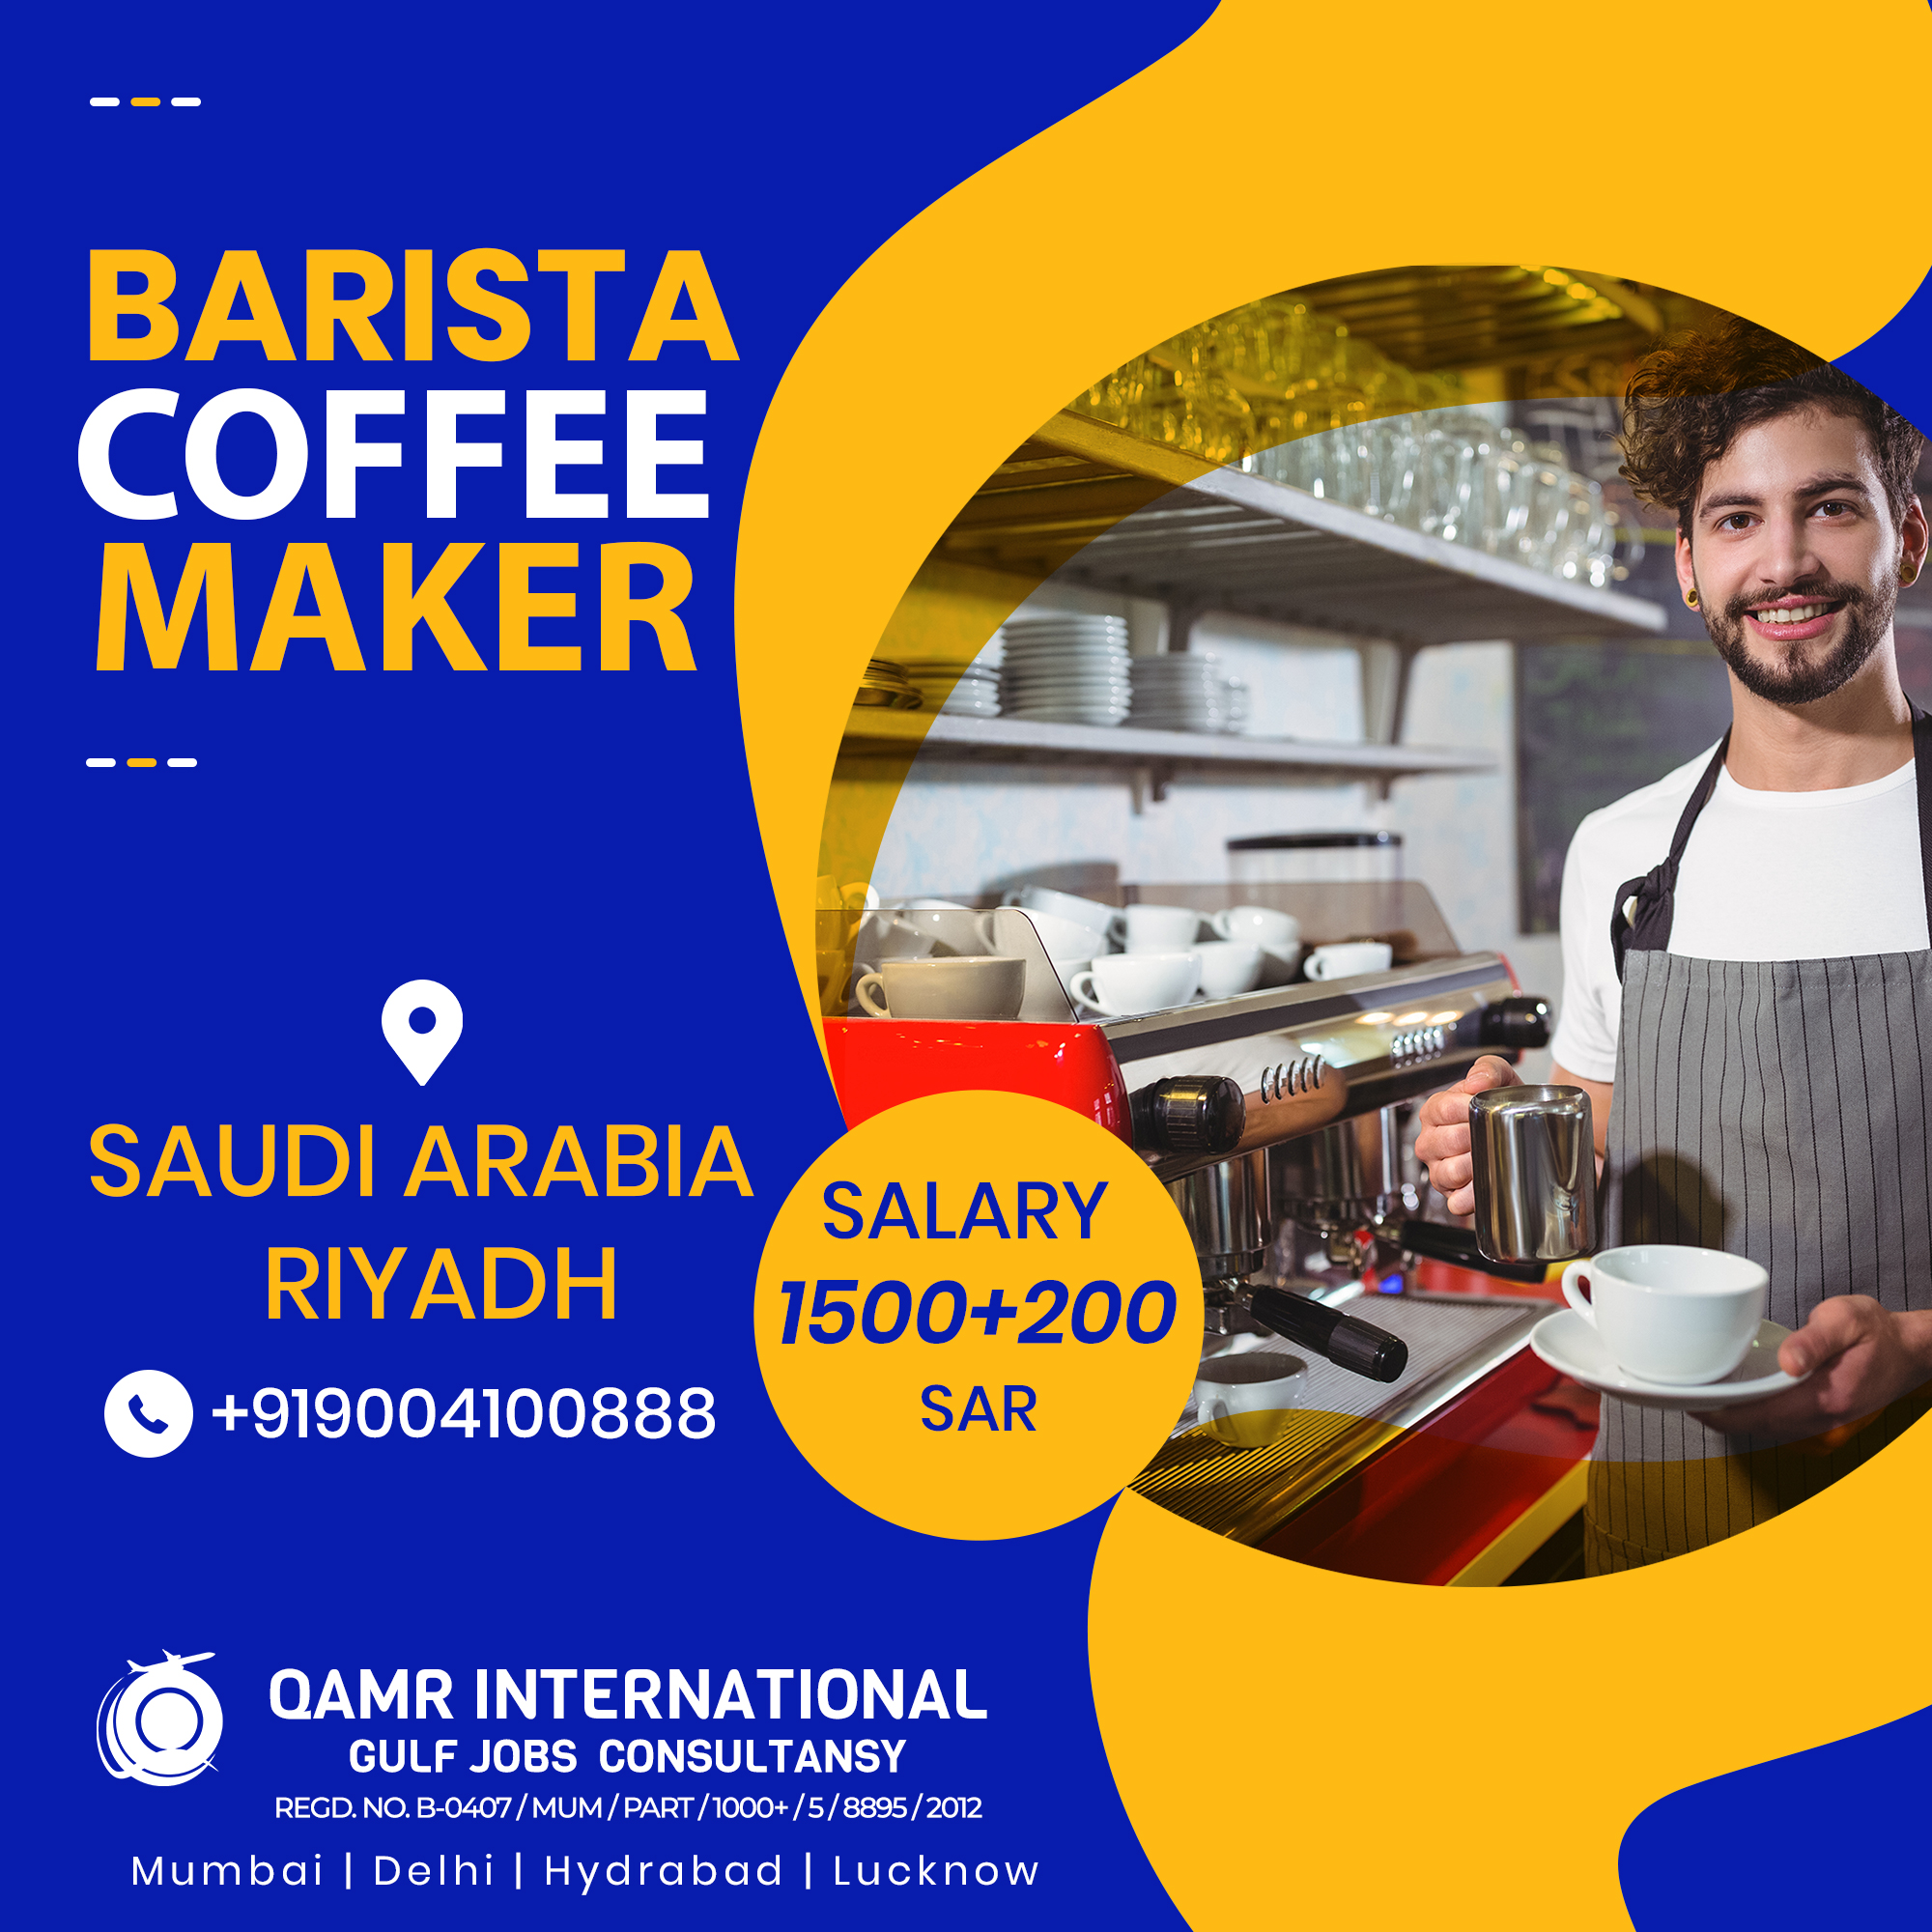 BARISTA
COFFEE
MAKER
SAUDI ARABIA
RIYADH
+919004100888
SALARY
1500+200
SAR
QAMR INTERNATIONAL
GULF JOBS CONSULTANSY
REGD. NO. B-0407 / MUM / PART / 1000+ / 5 / 8895 / 2012
Mumbai | Delhi | Hydrabad | Lucknow